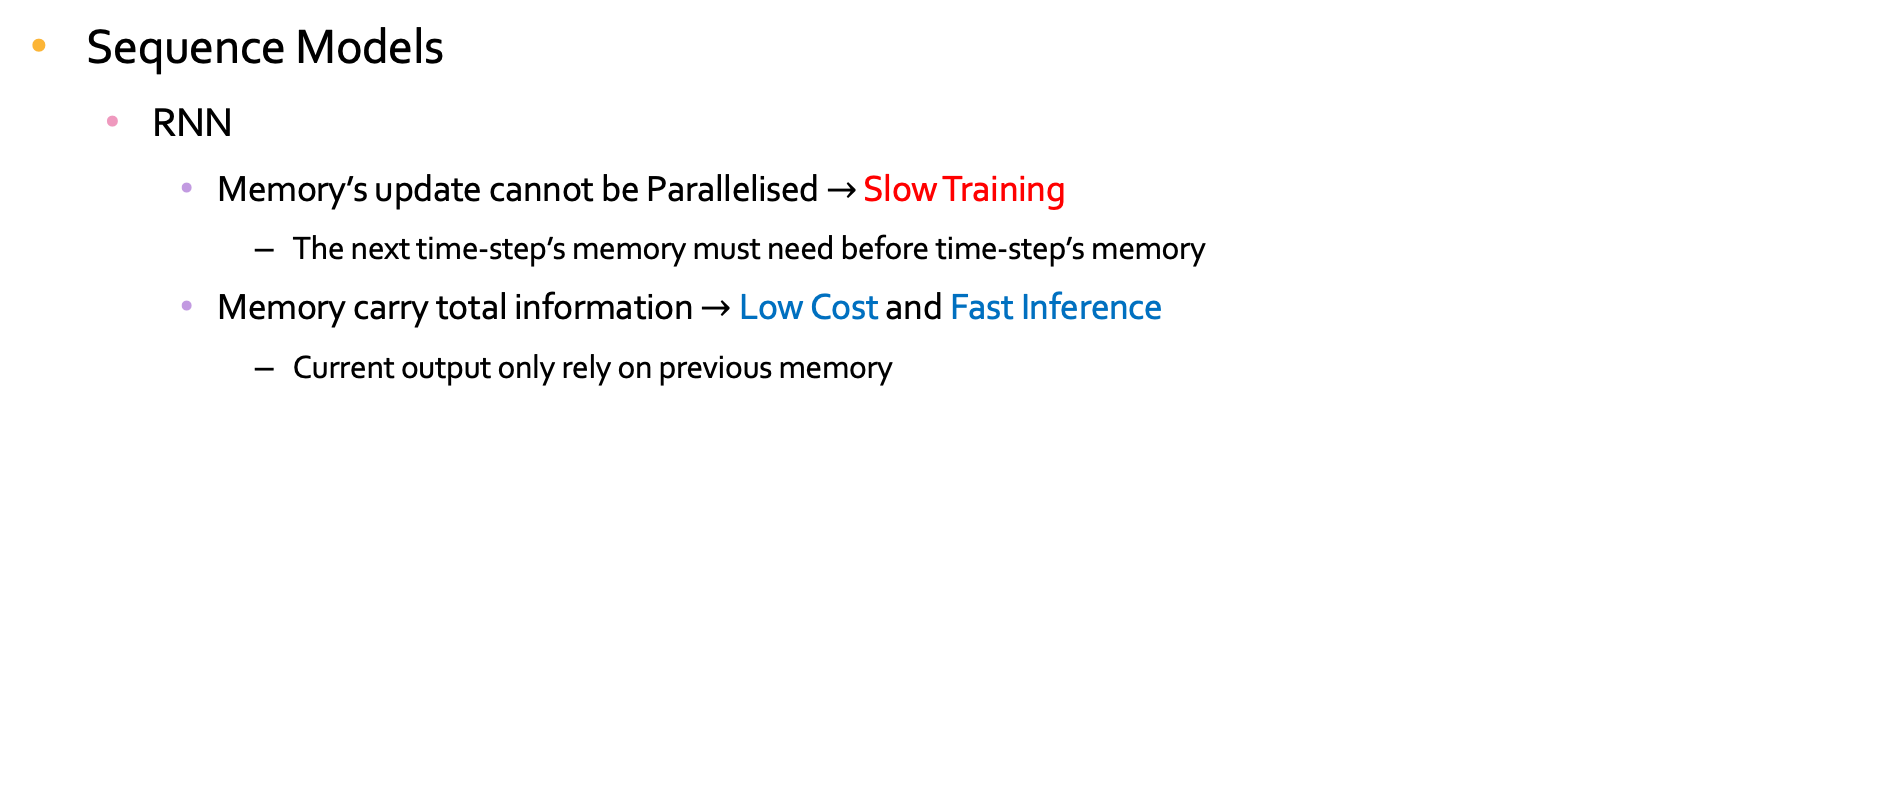 • Sequence Models
• RNN
• Memory’s update cannot be Parallelised → Slow Training
– The next time-step’s memory must need before time-step’s memory
• Memory carry total information → Low Cost and Fast Inference
– Current output only rely on previous memory